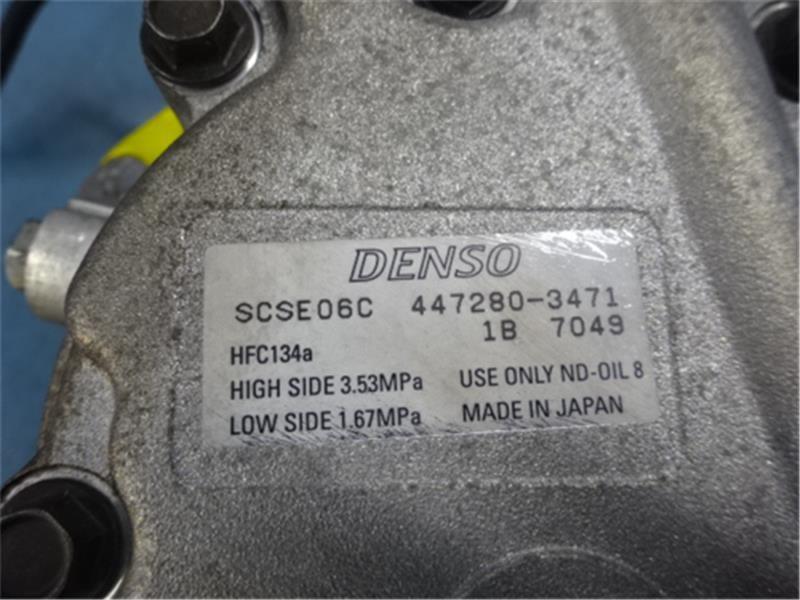 DENSO
SCSE06C 447280-3471
1B 7049
HFC134a
HIGH SIDE 3.53MPa USE ONLY ND-OIL 8
LOW SIDE 1.67MPa MADE IN JAPAN